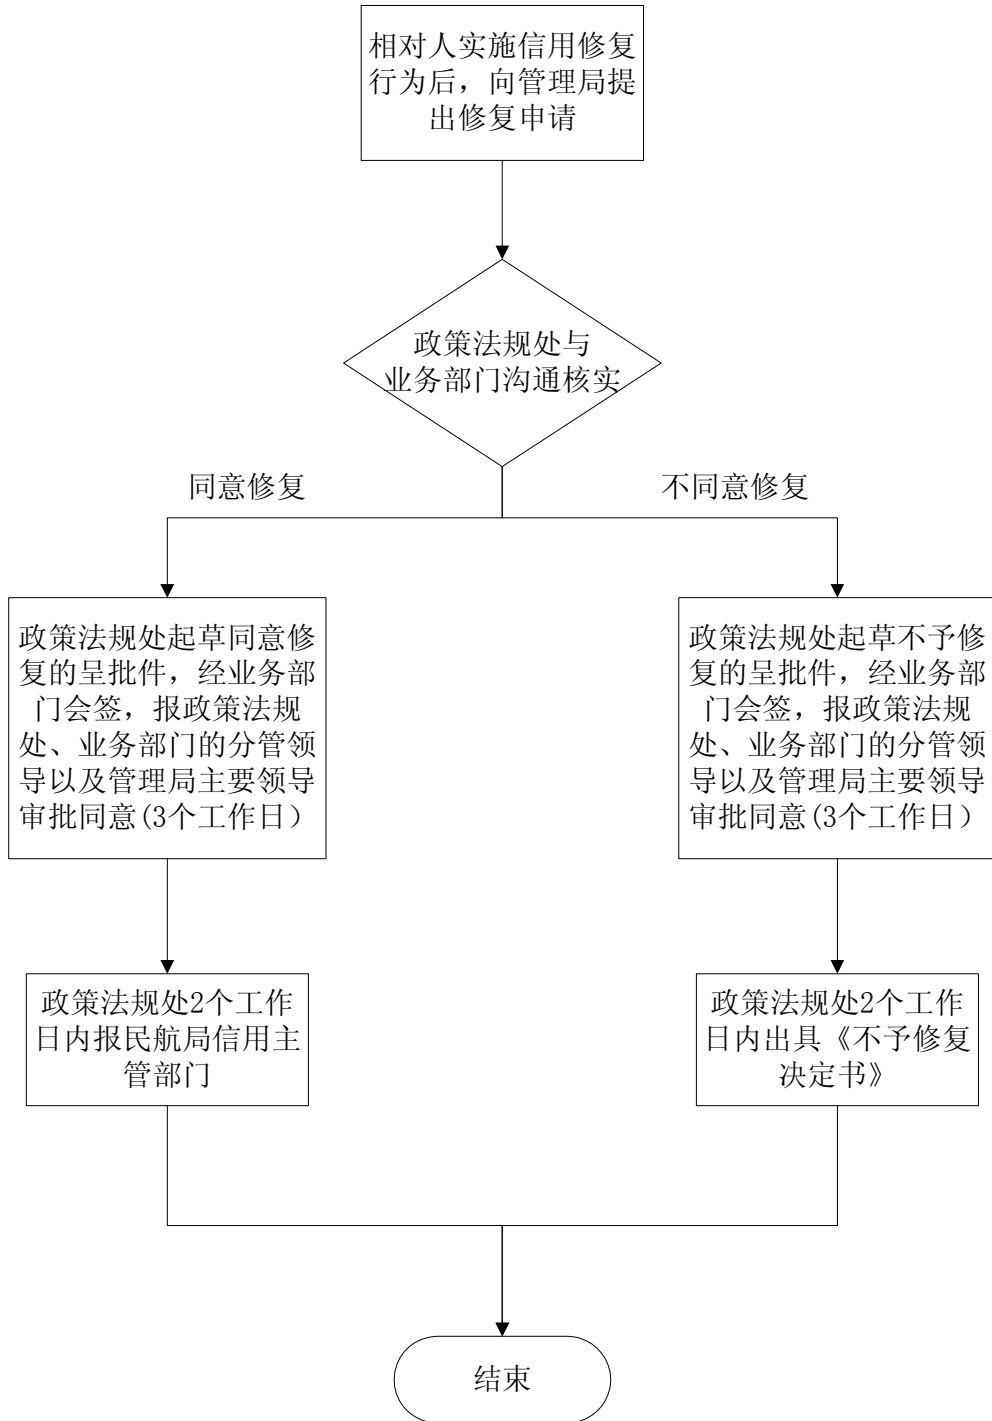 相对人实施信用修复
行为后，向管理局提
出修复申请
政策法规处与
业务部门沟通核实
同意修复
不同意修复
政策法规处起草同意修
复的呈批件，经业务部
门会签，报政策法规
处、业务部门的分管领
导以及管理局主要领导
审批同意(3个工作日）
政策法规处起草不予修
复的呈批件，经业务部
门会签，报政策法规
处、业务部门的分管领
导以及管理局主要领导
审批同意(3个工作日）
政策法规处2个工作
日内报民航局信用主
管部门
政策法规处2个工作
日内出具《不予修复
决定书》
结束